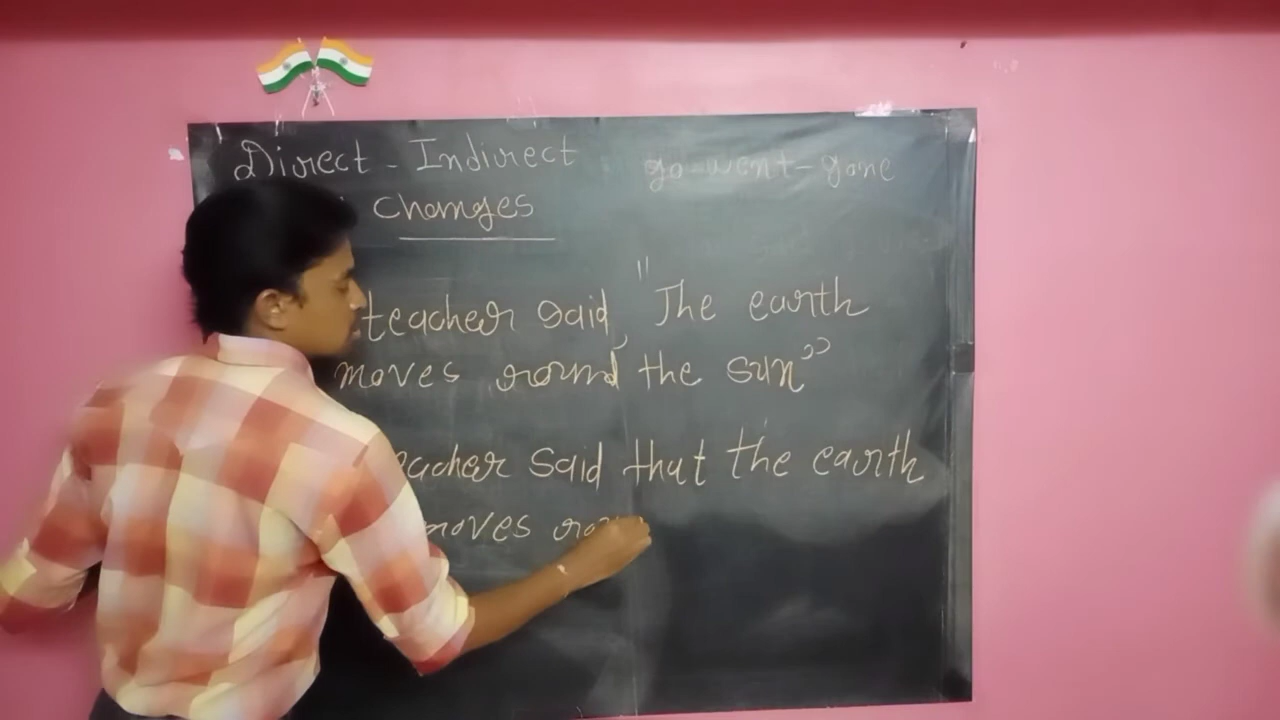 Direct - Indirect
go-went-gone
changes
teacher said, "The earth
moves round the sun"
said that the earth
moves